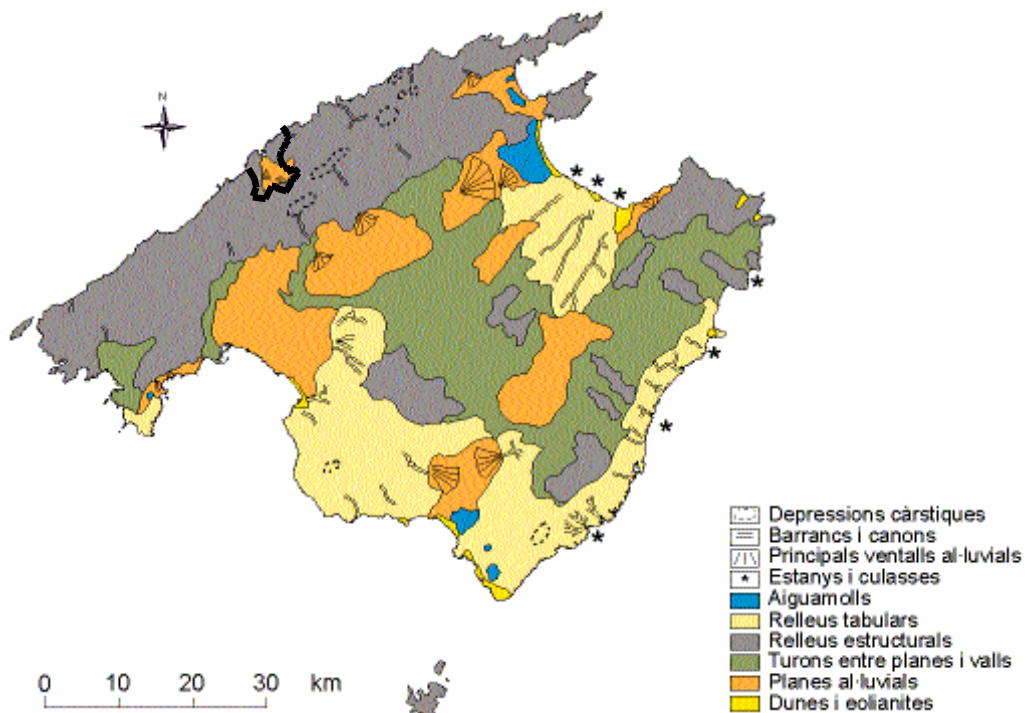 N
Depressions càrstiques
Barrancs i canons
Principals ventalls al·luvials
Estanys i culasses
Aiguamolls
Relleus tabulars
Relleus estructurals
Turons entre planes i valls
Planes al·luvials
Dunes i eolianites
0 10 20 30 km